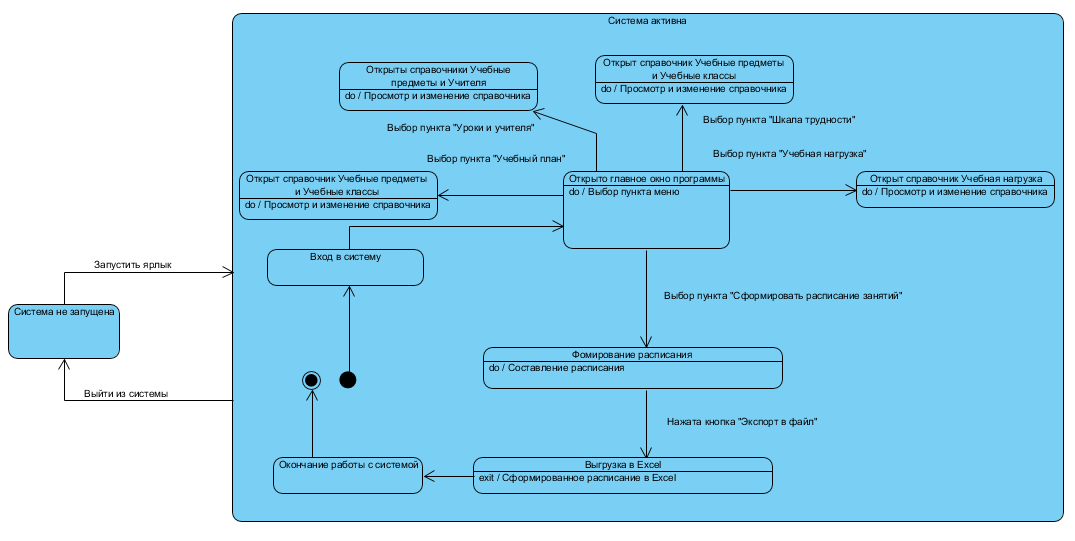 Система активна
Открыты справочники Учебные
предметы и Учителя
do / Просмотр и изменение справочника
Открыт справочник Учебные предметы
и Учебные классы
do / Просмотр и изменение справочника
Выбор пункта "Уроки и учителя"
Выбор пункта "Шкала трудности"
Выбор пункта "Учебный план"
Выбор пункта "Учебная нагрузка"
Открыт справочник Учебные предметы
и Учебные классы
do / Просмотр и изменение справочника
Открыто главное окно программы
do / Выбор пункта меню
Открыт справочник Учебная нагрузка
do / Просмотр и изменение справочника
Вход в систему
Запустить ярлык
Система не запущена
Выбор пункта "Сформировать расписание занятий"
Фомирование расписания
do / Составление расписания
Выйти из системы
Нажата кнопка "Экспорт в файл"
Окончание работы с системой
Выгрузка в Excel
exit / Сформированное расписание в Excel